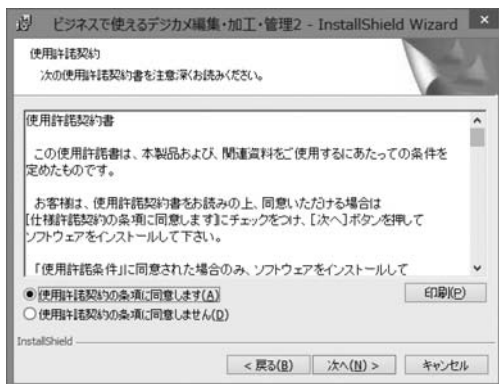 ビジネスで使えるデジカメ編集・加工・管理2 - InstallShield Wizard
使用許諾契約
次の使用許諾契約書を注意深くお読みください。
使用許諾契約書
この使用許諾書は、本製品および、関連資料をご使用するにあたっての条件を
定めたものです。
お客様は、使用許諾契約書をお読みの上、同意いただける場合は
[仕様許諾契約の条項に同意します]にチェックをつけ、[次へ]ボタンを押して
ソフトウェアをインストールして下さい。
「使用許諾条件」に同意された場合のみ、ソフトウェアをインストールして
使用許諾契約の条項に同意します(A)
印刷(P)
使用許諾契約の条項に同意しません(D)
InstallShield
< 戻る(B)
次へ(N) >
キャンセル